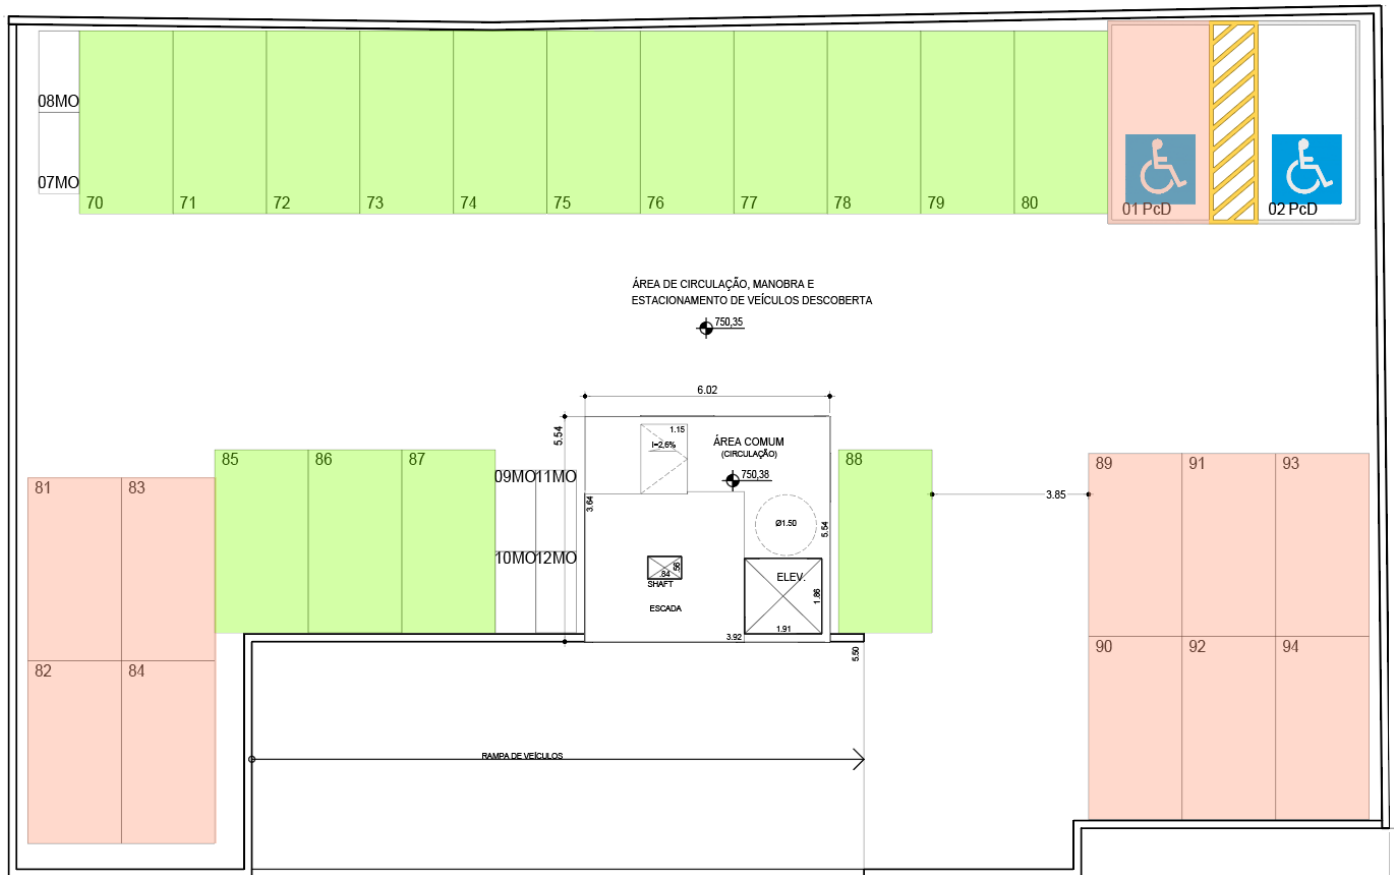 08MO
07MO
70
71
72
73
74
75
76
77
78
79
80
01 PcD
02 PcD
ÁREA DE CIRCULAÇÃO, MANOBRA E
ESTACIONAMENTO DE VEÍCULOS DESCOBERTA
750,35
6.02
5.54
1.15
I=2,6%
ÁREA COMUM
(CIRCULAÇÃO)
750,38
3.64
Ø1.50
5.54
.84
.56
SHAFT
ESCADA
ELEV.
1.86
1.91
3.92
5.50
81
83
82
84
85
86
87
09MO
11MO
10MO
12MO
88
3.85
89
91
93
90
92
94
RAMPA DE VEÍCULOS